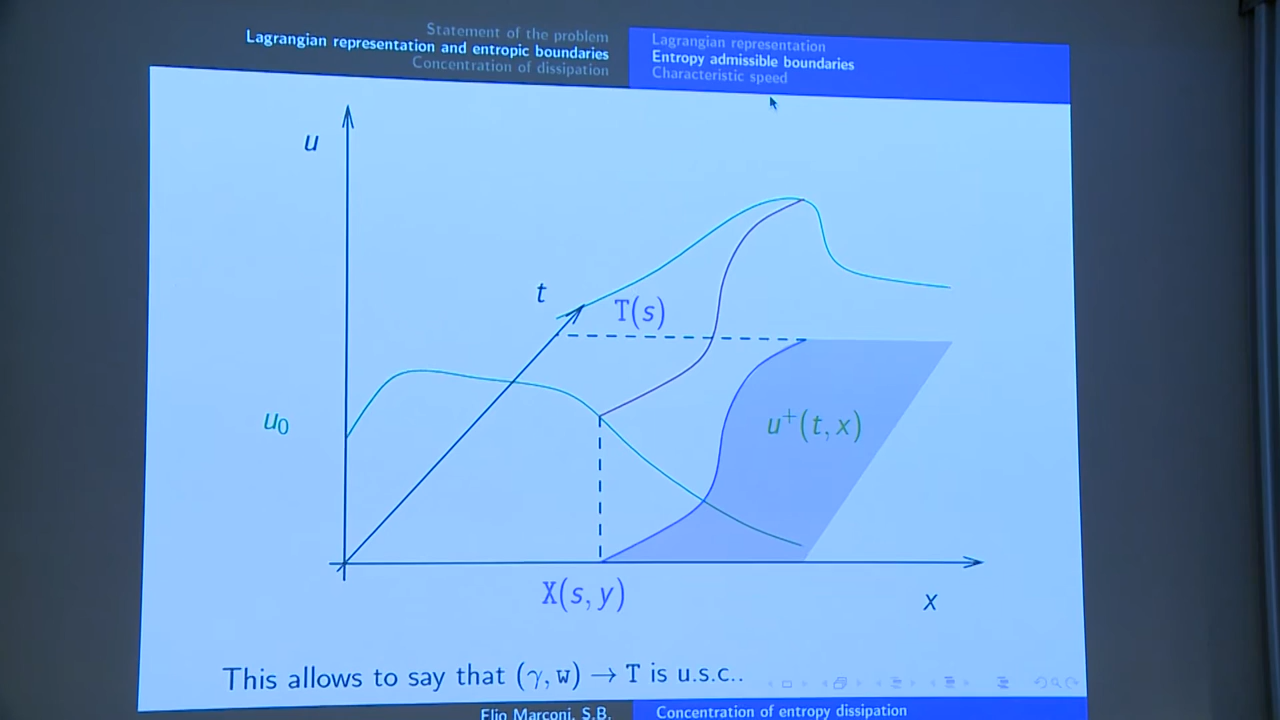 Statement of the problem
Lagrangian representation and entropic boundaries
Concentration of dissipation
Lagrangian representation
Entropy admissible boundaries
Characteristic speed
u
t
T(s)
u₀
u⁺(t, x)
X(s, y)
x
This allows to say that (γ, w) → T is u.s.c..
Elio Marconi, S.B.
Concentration of entropy dissipation